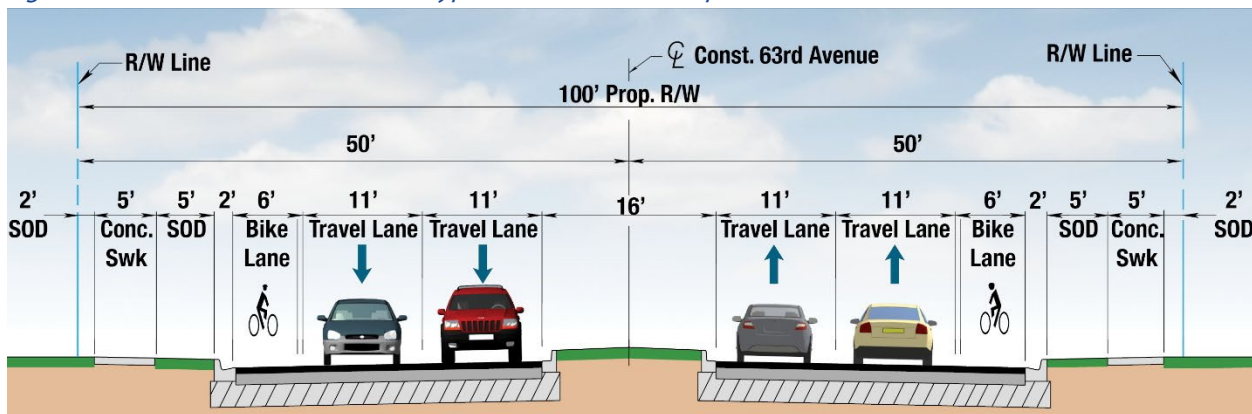 R/W Line
℄ Const. 63rd Avenue
R/W Line
100' Prop. R/W
50'
50'
2' 5' 5' 2' 6' 11' 11' 16' 11' 11' 6' 2' 5' 5' 2'
SOD Conc. SOD Bike Travel Lane Travel Lane Travel Lane Travel Lane Bike SOD Conc. SOD
Swk Lane Lane Swk